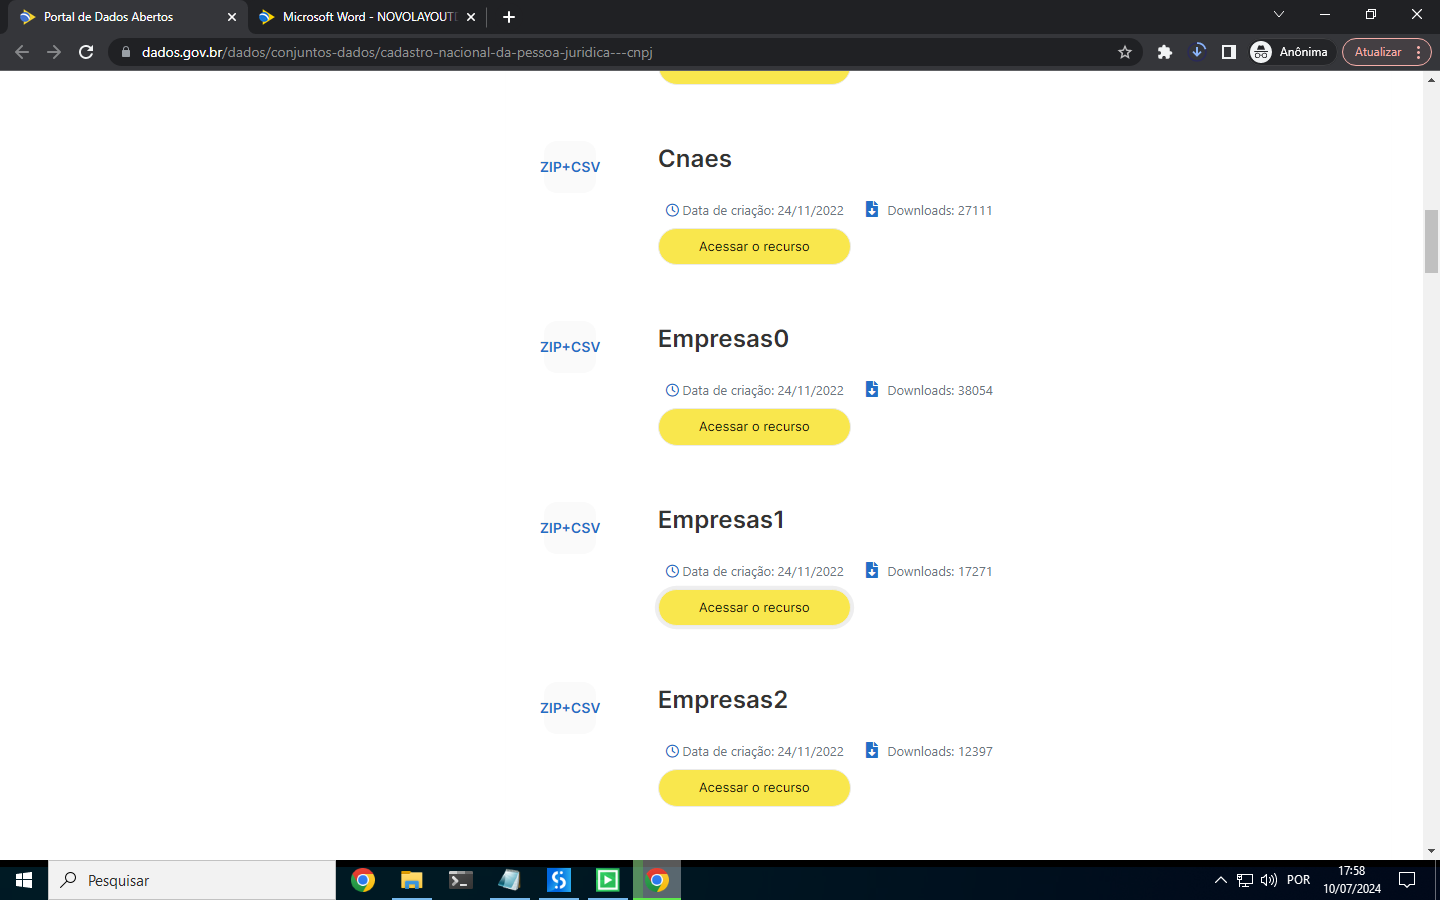 Portal de Dados Abertos
Microsoft Word - NOVOLAYOUT
dados.gov.br/dados/conjuntos-dados/cadastro-nacional-da-pessoa-juridica---cnpj
Anônima
Atualizar
ZIP+CSV
Cnaes
Data de criação: 24/11/2022 Downloads: 27111
Acessar o recurso
ZIP+CSV
Empresas0
Data de criação: 24/11/2022 Downloads: 38054
Acessar o recurso
ZIP+CSV
Empresas1
Data de criação: 24/11/2022 Downloads: 17271
Acessar o recurso
ZIP+CSV
Empresas2
Data de criação: 24/11/2022 Downloads: 12397
Acessar o recurso
Pesquisar
POR
17:58
10/07/2024